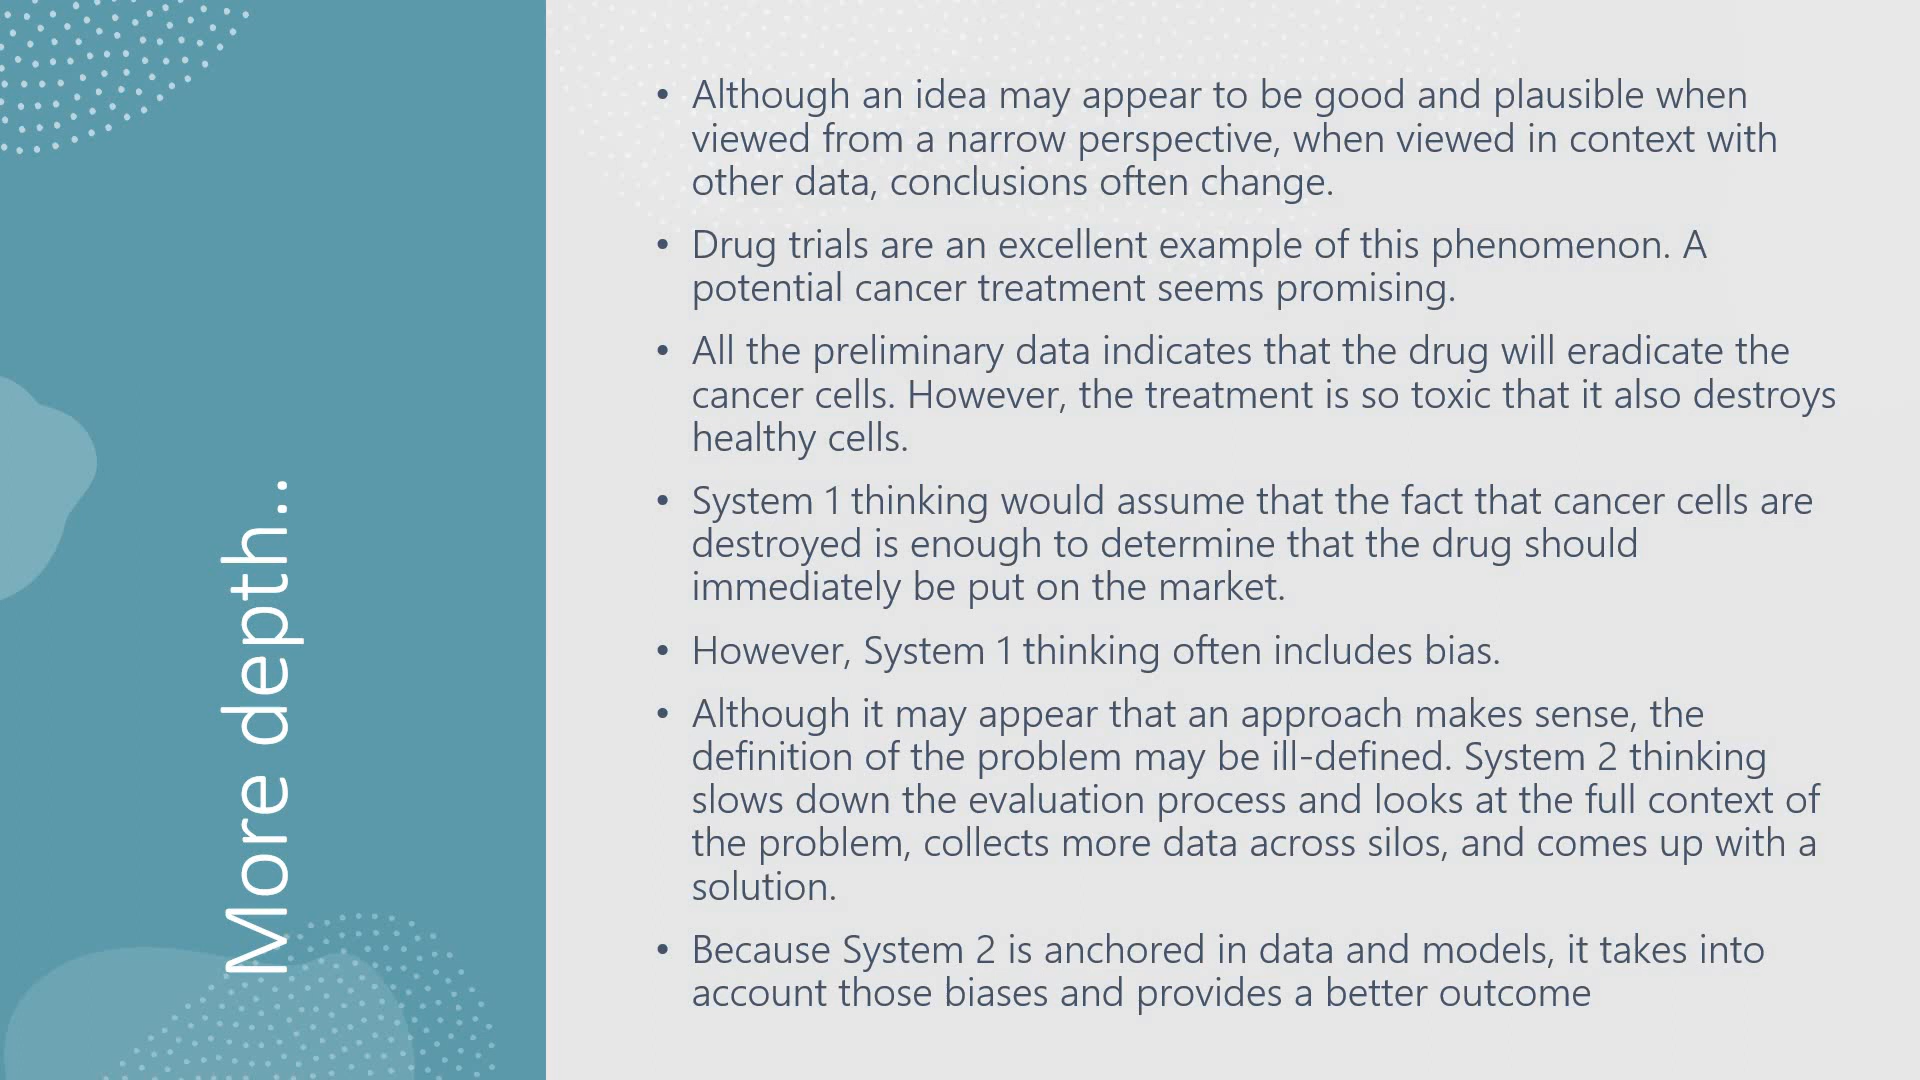 More depth..
• Although an idea may appear to be good and plausible when
viewed from a narrow perspective, when viewed in context with
other data, conclusions often change.
• Drug trials are an excellent example of this phenomenon. A
potential cancer treatment seems promising.
• All the preliminary data indicates that the drug will eradicate the
cancer cells. However, the treatment is so toxic that it also destroys
healthy cells.
• System 1 thinking would assume that the fact that cancer cells are
destroyed is enough to determine that the drug should
immediately be put on the market.
• However, System 1 thinking often includes bias.
• Although it may appear that an approach makes sense, the
definition of the problem may be ill-defined. System 2 thinking
slows down the evaluation process and looks at the full context of
the problem, collects more data across silos, and comes up with a
solution.
• Because System 2 is anchored in data and models, it takes into
account those biases and provides a better outcome